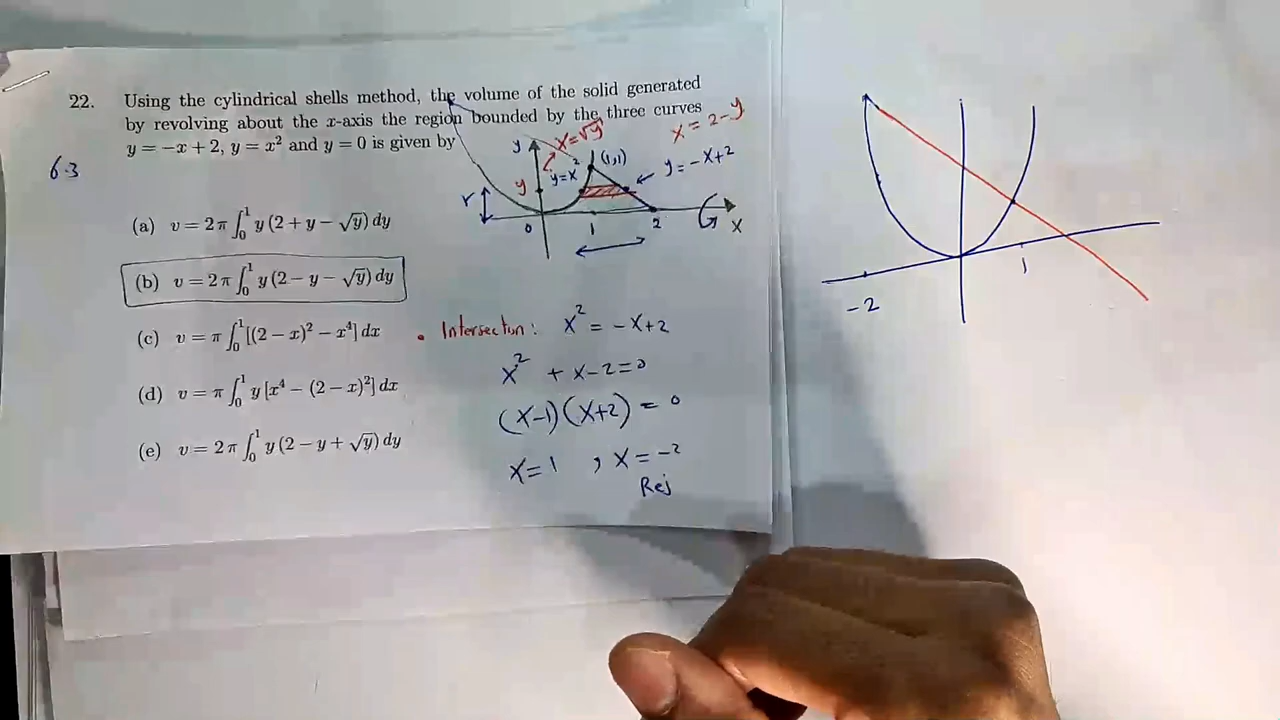 22. Using the cylindrical shells method, the volume of the solid generated
by revolving about the x-axis the region bounded by the three curves
y = −x + 2, y = x² and y = 0 is given by
6.3
(a) v = 2π ∫₀¹ y (2 + y − √y) dy
(b) v = 2π ∫₀¹ y (2 − y − √y) dy
(c) v = π ∫₀¹ [(2 − x)² − x⁴] dx
(d) v = π ∫₀¹ y [x⁴ − (2 − x)²] dx
(e) v = 2π ∫₀¹ y (2 − y + √y) dy
x = √y
x = 2 − y
y
y = x²
(1,1)
y = −x + 2
y
r
0
1
2
x
• Intersection: x² = −x + 2
x² + x − 2 = 0
(x−1)(x+2) = 0
x = 1 , x = −2
Rej
−2
1